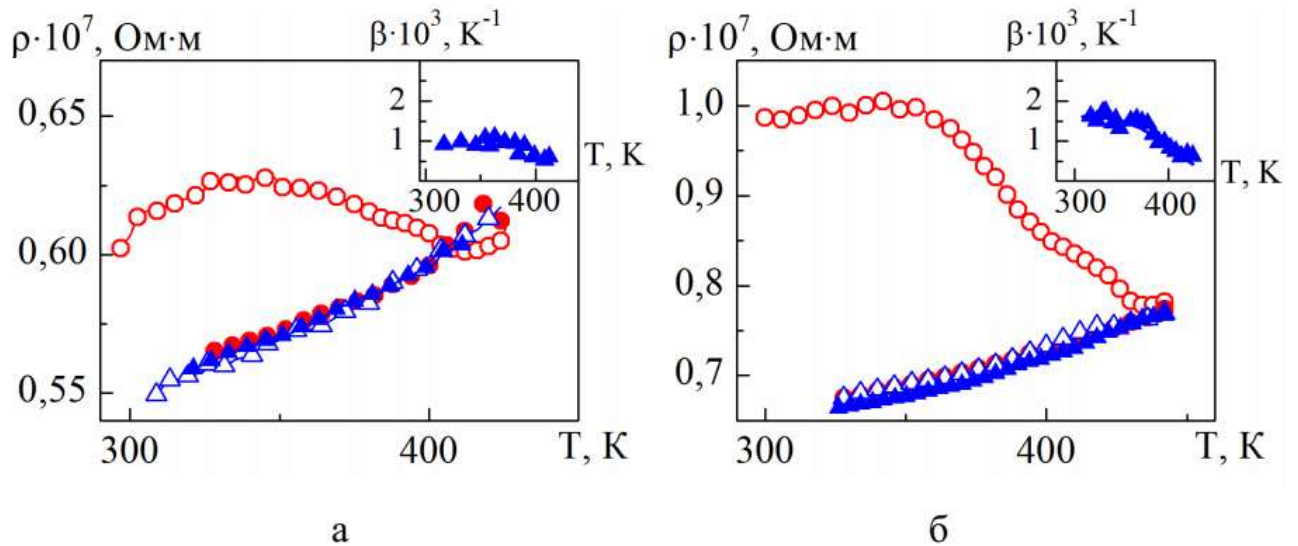 ρ·10⁷, Ом·м β·10³, К⁻¹ ρ·10⁷, Ом·м β·10³, К⁻¹
0,65 2 1 T, К 300 400
0,60
0,55
300 400 T, К
1,0 2 1 T, К 300 400
0,9
0,8
0,7
300 400 T, К
а б